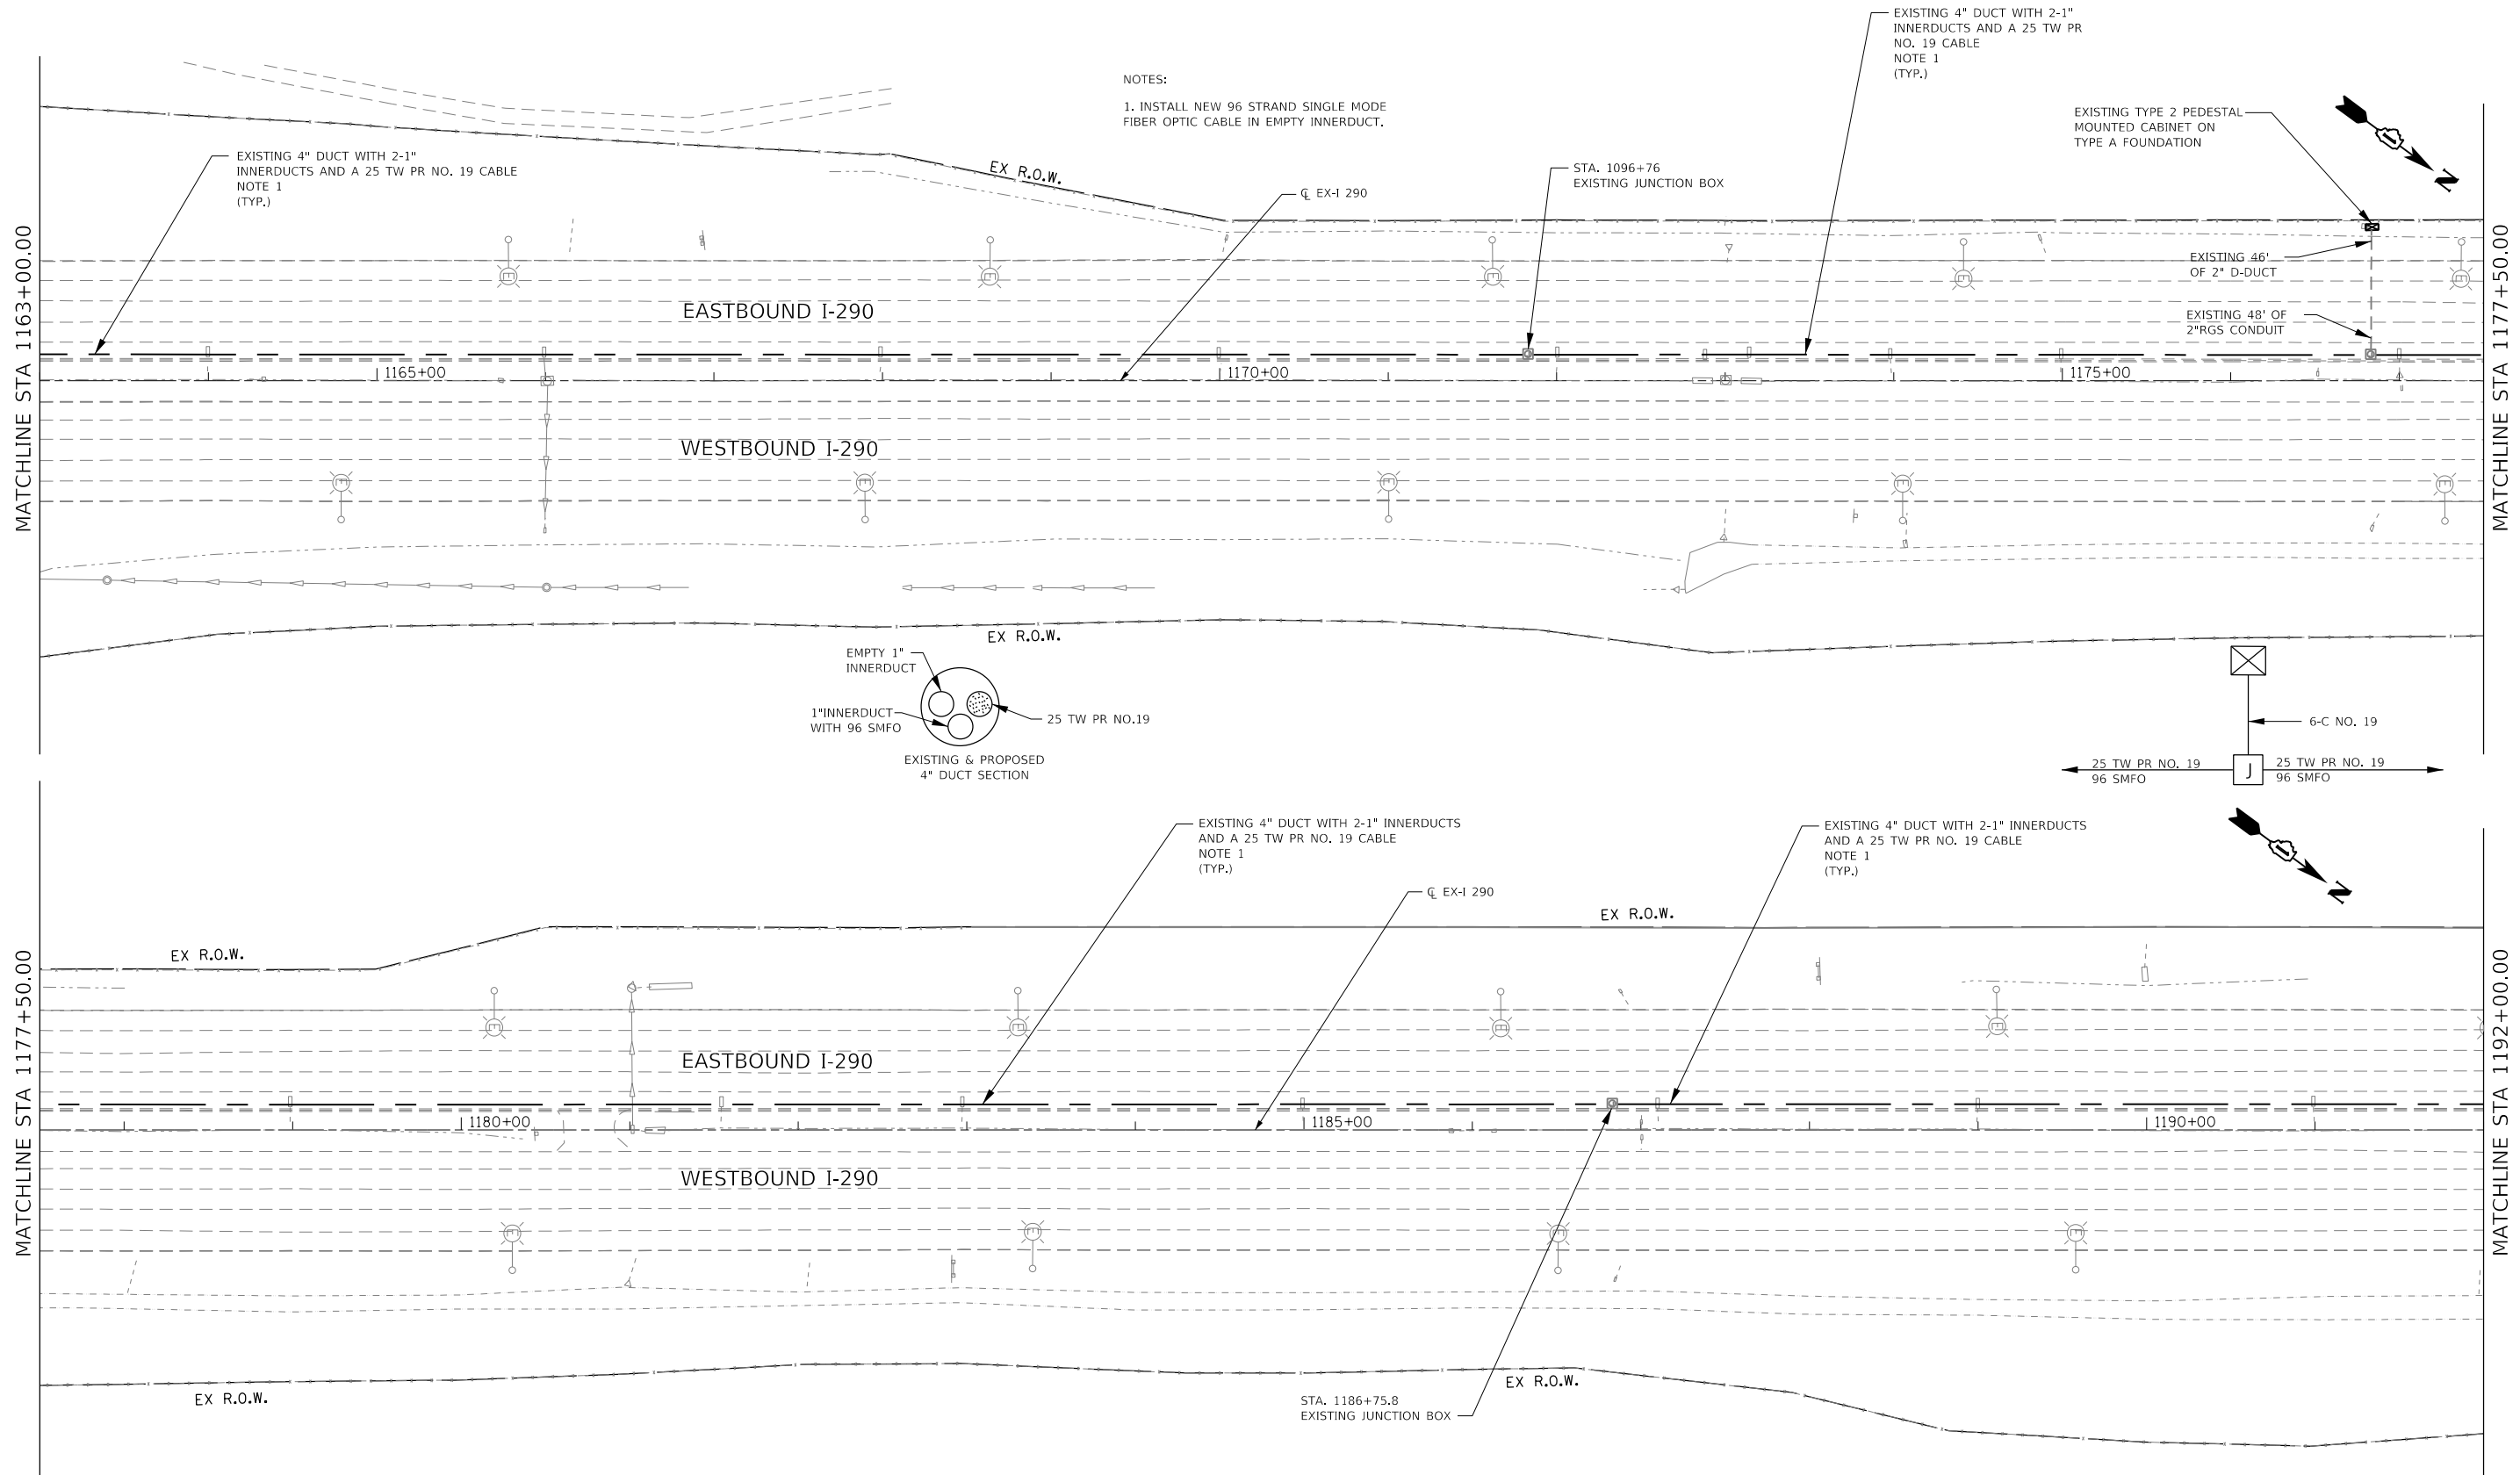 EXISTING 4" DUCT WITH 2-1"
INNERDUCTS AND A 25 TW PR
NO. 19 CABLE
NOTE 1
(TYP.)
NOTES:
1. INSTALL NEW 96 STRAND SINGLE MODE
FIBER OPTIC CABLE IN EMPTY INNERDUCT.
EXISTING TYPE 2 PEDESTAL
MOUNTED CABINET ON
TYPE A FOUNDATION
N
EXISTING 4" DUCT WITH 2-1"
INNERDUCTS AND A 25 TW PR NO. 19 CABLE
NOTE 1
(TYP.)
EX R.O.W.
STA. 1096+76
EXISTING JUNCTION BOX
℄ EX-I 290
MATCHLINE STA 1163+00.00
MATCHLINE STA 1177+50.00
E
E
E
E
E
EXISTING 46'
OF 2" D-DUCT
EASTBOUND I-290
EXISTING 48' OF
2"RGS CONDUIT
1165+00
1170+00
1175+00
WESTBOUND I-290
E
E
E
E
E
EX R.O.W.
EMPTY 1"
INNERDUCT
1"INNERDUCT
WITH 96 SMFO
25 TW PR NO.19
EXISTING & PROPOSED
4" DUCT SECTION
6-C NO. 19
25 TW PR NO. 19
96 SMFO
J
25 TW PR NO. 19
96 SMFO
EXISTING 4" DUCT WITH 2-1" INNERDUCTS
AND A 25 TW PR NO. 19 CABLE
NOTE 1
(TYP.)
EXISTING 4" DUCT WITH 2-1" INNERDUCTS
AND A 25 TW PR NO. 19 CABLE
NOTE 1
(TYP.)
N
℄ EX-I 290
EX R.O.W.
EX R.O.W.
MATCHLINE STA 1177+50.00
MATCHLINE STA 1192+00.00
E
E
E
E
EASTBOUND I-290
1180+00
1185+00
1190+00
WESTBOUND I-290
E
E
E
E
EX R.O.W.
EX R.O.W.
STA. 1186+75.8
EXISTING JUNCTION BOX